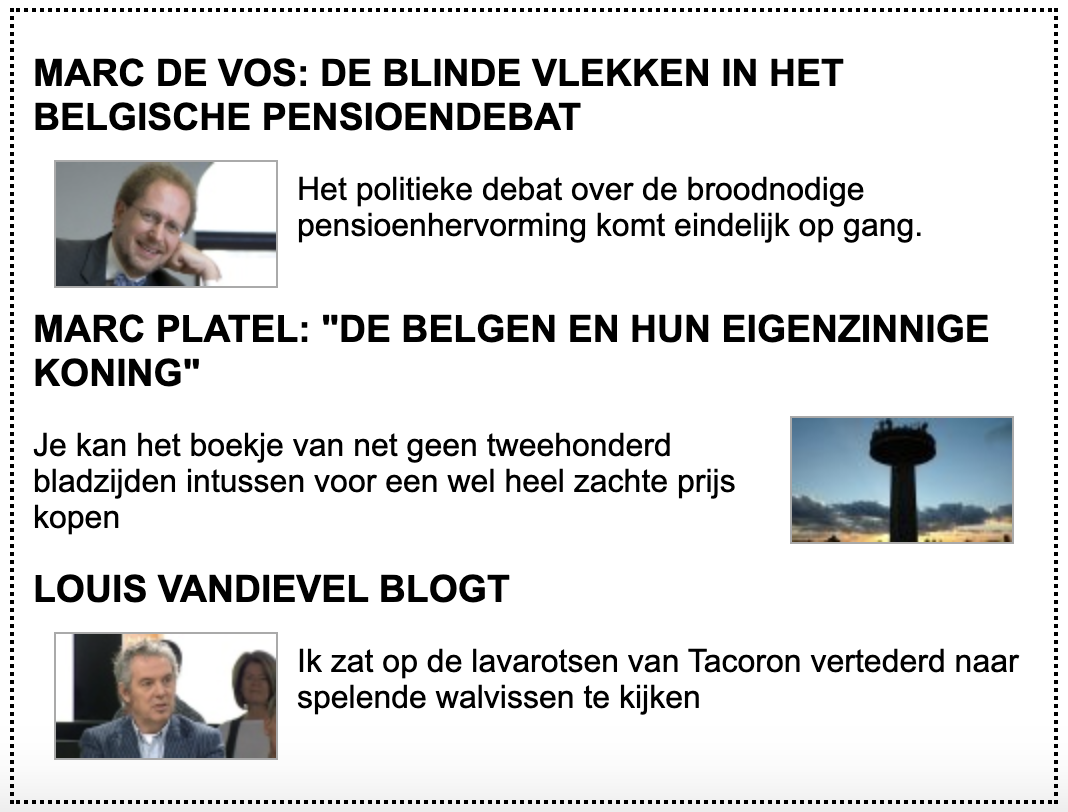 MARC DE VOS: DE BLINDE VLEKKEN IN HET
BELGISCHE PENSIOENDEBAT
Het politieke debat over de broodnodige
pensioenhervorming komt eindelijk op gang.
MARC PLATEL: "DE BELGEN EN HUN EIGENZINNIGE
KONING"
Je kan het boekje van net geen tweehonderd
bladzijden intussen voor een wel heel zachte prijs
kopen
LOUIS VANDIEVEL BLOGT
Ik zat op de lavarotsen van Tacoron vertederd naar
spelende walvissen te kijken